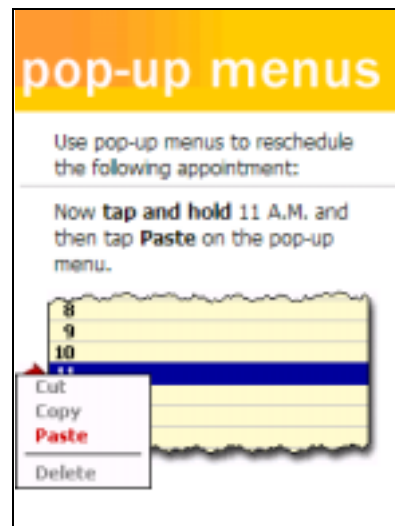 pop-up menus
Use pop-up menus to reschedule
the following appointment:
Now tap and hold 11 A.M. and
then tap Paste on the pop-up
menu.
8
9
10
11
Cut
Copy
Paste
Delete